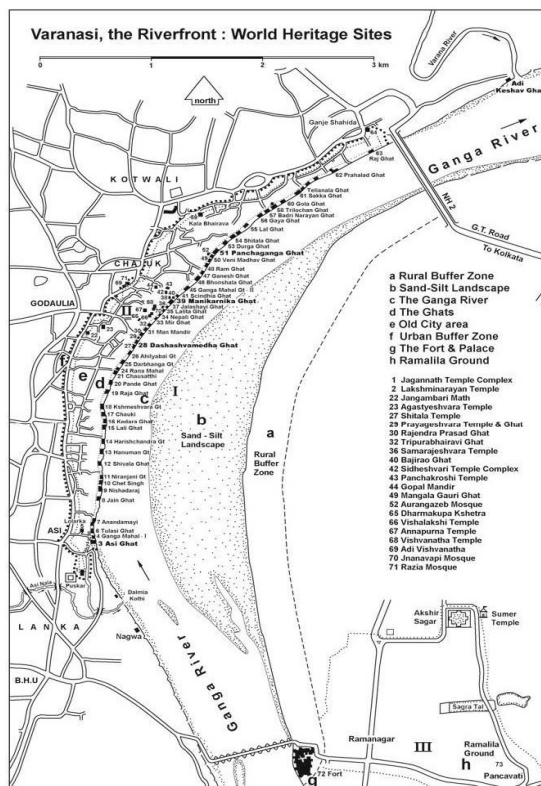 Varanasi, the Riverfront : World Heritage Sites
0 1 2 3 km
north
Varana River
Adi
Keshav Ghat
Ganje Shahida
64
63
Raj Ghat
Ganga River
62 Prahalad Ghat
KOTWALI
Telianala Ghat
61 Sakka Ghat
60 Gola Ghat
58 Trilochan Ghat
57 Badri Narayan Ghat
56 Gaya Ghat
Kala Bhairava
55 Lal Ghat
NH 2
G.T. Road
To Kolkata
54 Shitala Ghat
53 Durga Ghat
52
51 Panchaganga Ghat
49
50 Veni Madhav Ghat
CHAUK
48 Ram Ghat
47 Ganesh Ghat
46 Bhonshala Ghat
45 Ganga Mahal Gt - II
41 Scindhia Ghat
39 Manikarnika Ghat
37 Jalashayi Ghat
35 Lalita Ghat
34 Nepali Ghat
33 Mir Ghat
31 Man Mandir
GODAULIA
II
28 Dashashvamedha Ghat
26 Ahilyabai Gt
25 Darbhanga Gt
24 Rana Mahal
21 Chausatthi
20 Pande Ghat
19 Raja Ghat
18 Kshmeshvara Gt
17 Chauki
16 Kedara Ghat
15 Lali Ghat
14 Harishchandra Gt
13 Hanuman Gt
12 Shivala Ghat
11 Niranjani Gt
10 Chet Singh
9 Nishadaraj
8 Jain Ghat
7 Anandamayi
6 Tulasi Ghat
4 Ganga Mahal - I
3 Asi Ghat
f
e
d
c
I
b
Sand - Silt
Landscape
a
Rural
Buffer
Zone
ASI
Lolarka
Asi Nala
Puskar
Dalmia
Kothi
LANKA
Nagwa
B.H.U
Ganga River
a Rural Buffer Zone
b Sand-Silt Landscape
c The Ganga River
d The Ghats
e Old City area
f Urban Buffer Zone
g The Fort & Palace
h Ramalila Ground
1 Jagannath Temple Complex
2 Lakshminarayan Temple
22 Jangambari Math
23 Agastyeshvara Temple
27 Shitala Temple
29 Prayageshvara Temple & Ghat
30 Rajendra Prasad Ghat
32 Tripurabhairavi Ghat
36 Samarajeshvara Temple
40 Bajirao Ghat
42 Sidheshvari Temple Complex
43 Panchakroshi Temple
44 Gopal Mandir
49 Mangala Gauri Ghat
52 Aurangazeb Mosque
65 Dharmakupa Kshetra
66 Vishalakshi Temple
67 Annapurna Temple
68 Vishvanatha Temple
69 Adi Vishvanatha
70 Jnanavapi Mosque
71 Razia Mosque
Akshir
Sagar
Sumer
Temple
Sagra Tal
Ramanagar
III
Ramalila
Ground
h
73
Pancavati
72 Fort
g